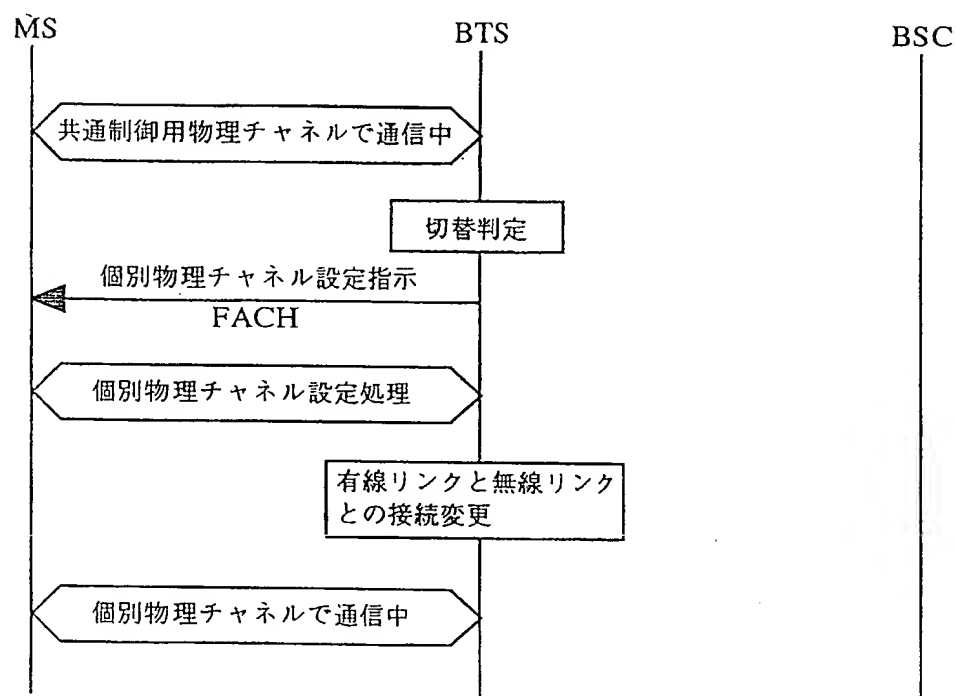 MS
BTS
BSC
共通制御用物理チャネルで通信中
切替判定
個別物理チャネル設定指示
FACH
個別物理チャネル設定処理
有線リンクと無線リンク
との接続変更
個別物理チャネルで通信中